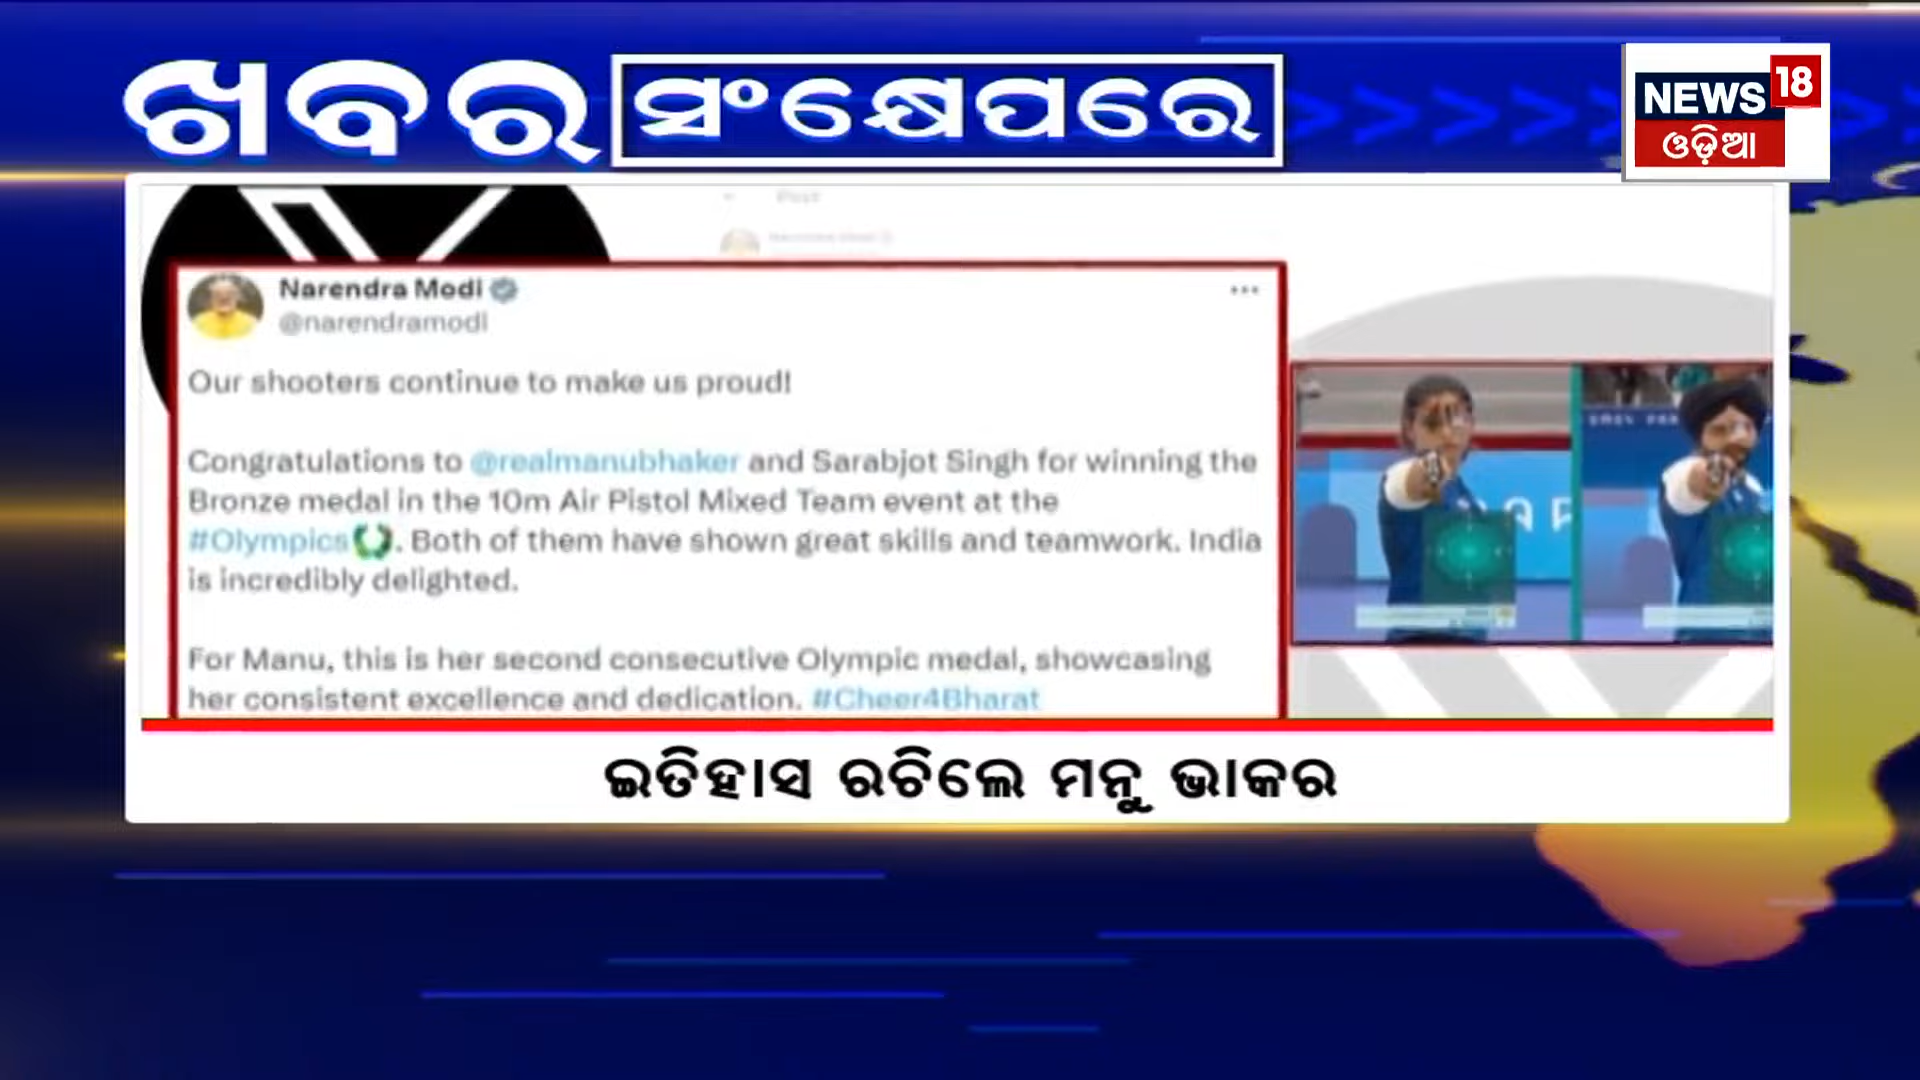 ଖବର ସଂକ୍ଷେପରେ
NEWS 18
ଓଡ଼ିଆ
Post
Narendra Modi
@narendramodi
Our shooters continue to make us proud!
Congratulations to @realmanubhaker and Sarabjot Singh for winning the
Bronze medal in the 10m Air Pistol Mixed Team event at the
#Olympics. Both of them have shown great skills and teamwork. India
is incredibly delighted.
For Manu, this is her second consecutive Olympic medal, showcasing
her consistent excellence and dedication. #Cheer4Bharat
ଇତିହାସ ରଚିଲେ ମନୁ ଭାକର